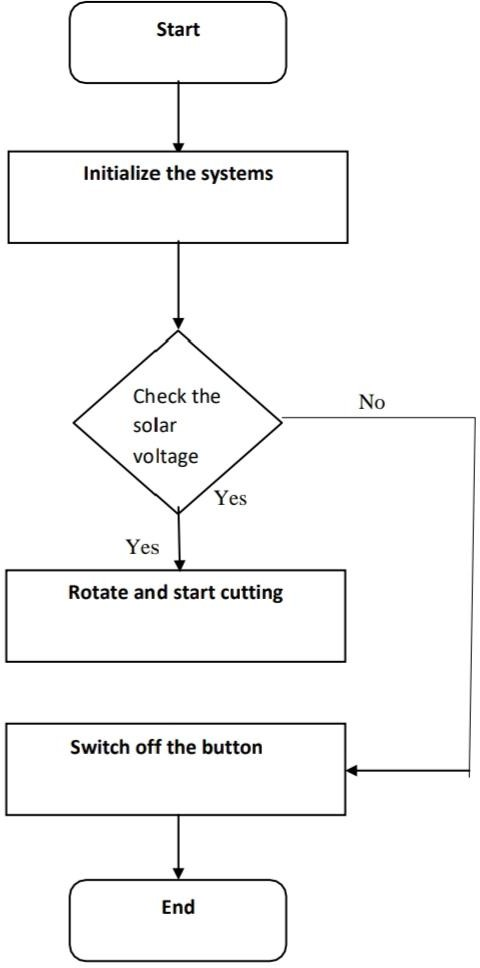 Start
Initialize the systems
Check the
solar
voltage
No
Yes
Yes
Rotate and start cutting
Switch off the button
End